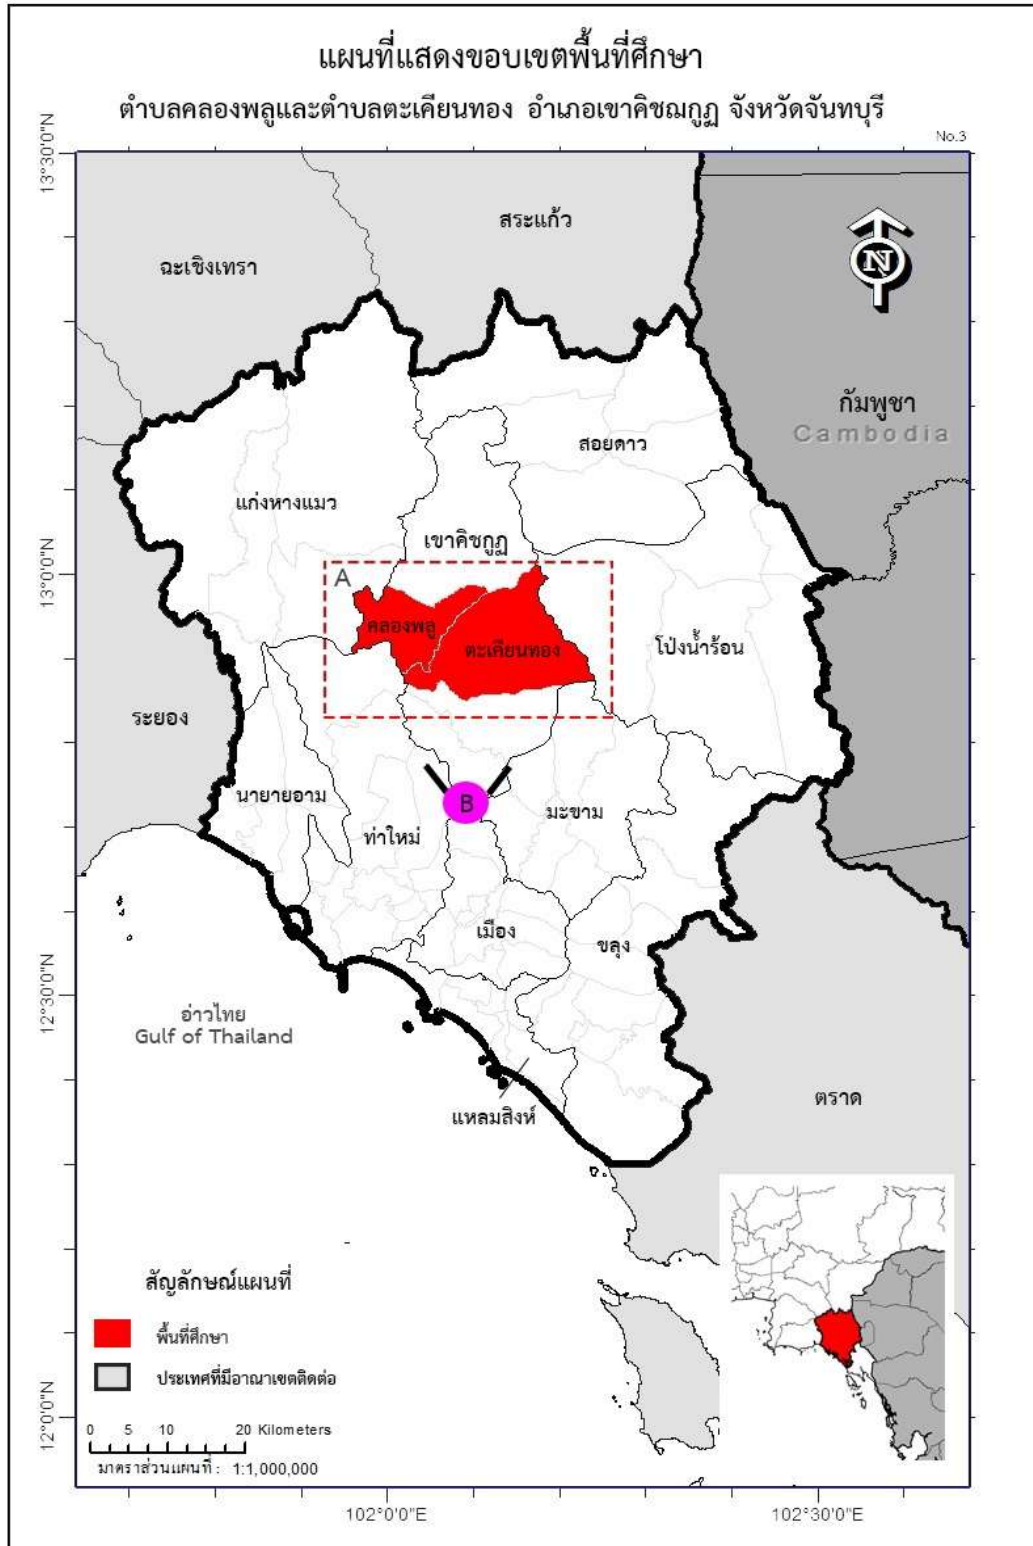 แผนที่แสดงขอบเขตพื้นที่ศึกษา
ตำบลคลองพลูและตำบลตะเคียนทอง อำเภอเขาคิชฌกูฏ จังหวัดจันทบุรี
No.3
13°30'0"N
สระแก้ว
ฉะเชิงเทรา
N
กัมพูชา
Cambodia
สอยดาว
แก่งหางแมว
เขาคิชกูฏ
13°0'0"N
A
คลองพลู
ตะเคียนทอง
โป่งน้ำร้อน
ระยอง
นายายอาม
B
มะขาม
ท่าใหม่
เมือง
ขลุง
12°30'0"N
อ่าวไทย
Gulf of Thailand
แหลมสิงห์
ตราด
สัญลักษณ์แผนที่
พื้นที่ศึกษา
ประเทศที่มีอาณาเขตติดต่อ
12°0'0"N
0 5 10 20 Kilometers
มาตราส่วนแผนที่ : 1:1,000,000
102°0'0"E
102°30'0"E